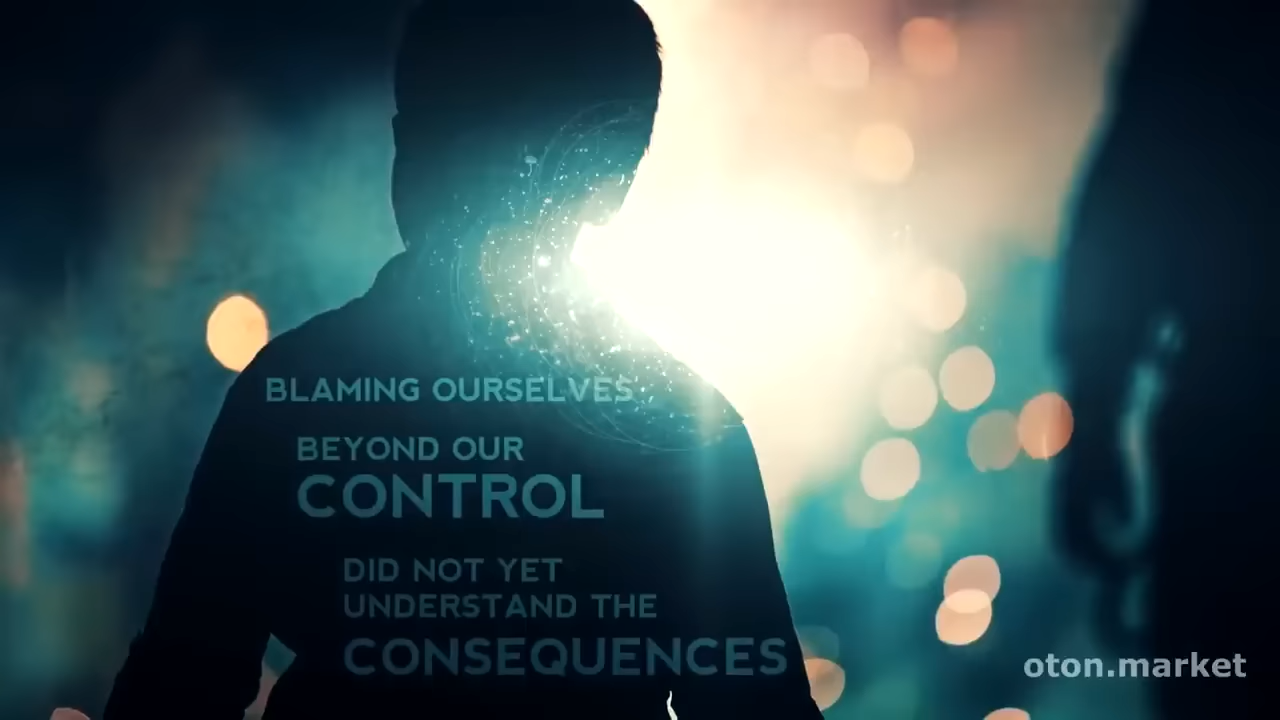 BLAMING OURSELVES
BEYOND OUR
CONTROL
DID NOT YET
UNDERSTAND THE
CONSEQUENCES
oton.market